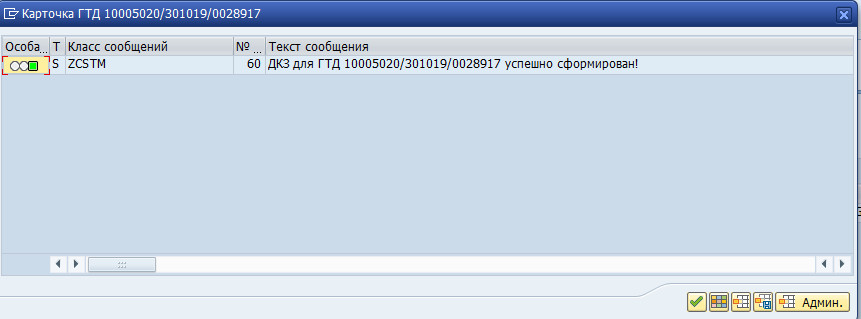 Карточка ГТД 10005020/301019/0028917
Особа... Т Класс сообщений № ... Текст сообщения
S ZCSTM 60 ДКЗ для ГТД 10005020/301019/0028917 успешно сформирован!
Админ.